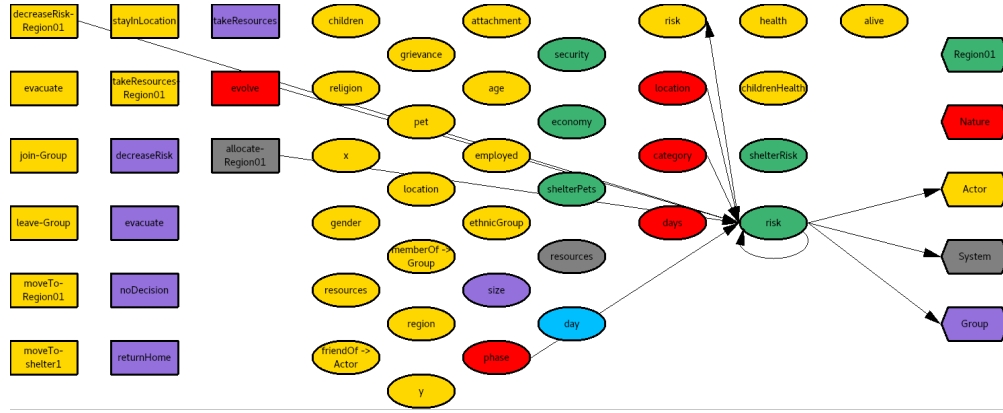 decreaseRisk-
Region01
stayInLocation
takeResources
children
attachment
risk
health
alive
grievance
security
Region01
evacuate
takeResources-
Region01
evolve
religion
age
location
childrenHealth
pet
economy
Nature
join-Group
decreaseRisk
allocate-
Region01
x
employed
category
shelterRisk
location
shelterPets
Actor
leave-Group
evacuate
gender
ethnicGroup
days
risk
memberOf ->
Group
resources
System
moveTo-
Region01
noDecision
resources
size
region
day
Group
moveTo-
shelter1
returnHome
friendOf ->
Actor
phase
y